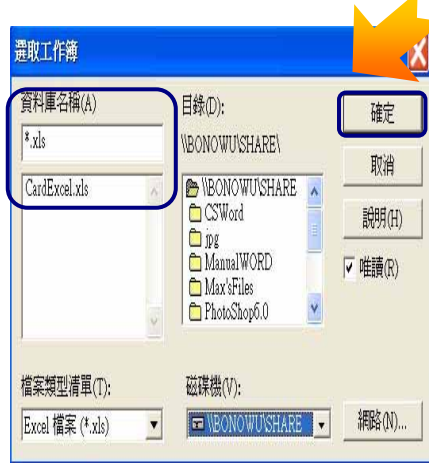 選取工作簿
資料庫名稱(A)
*.xls
CardExcel.xls
目錄(D):
\\BONOWU\SHARE\
\\BONOWU\SHARE
CSWord
jpg
ManualWORD
Max'sFiles
PhotoShop6.0
確定
取消
說明(H)
唯讀(R)
檔案類型清單(T):
Excel 檔案 (*.xls)
磁碟機(V):
\\BONOWU\SHARE
網路(N)...